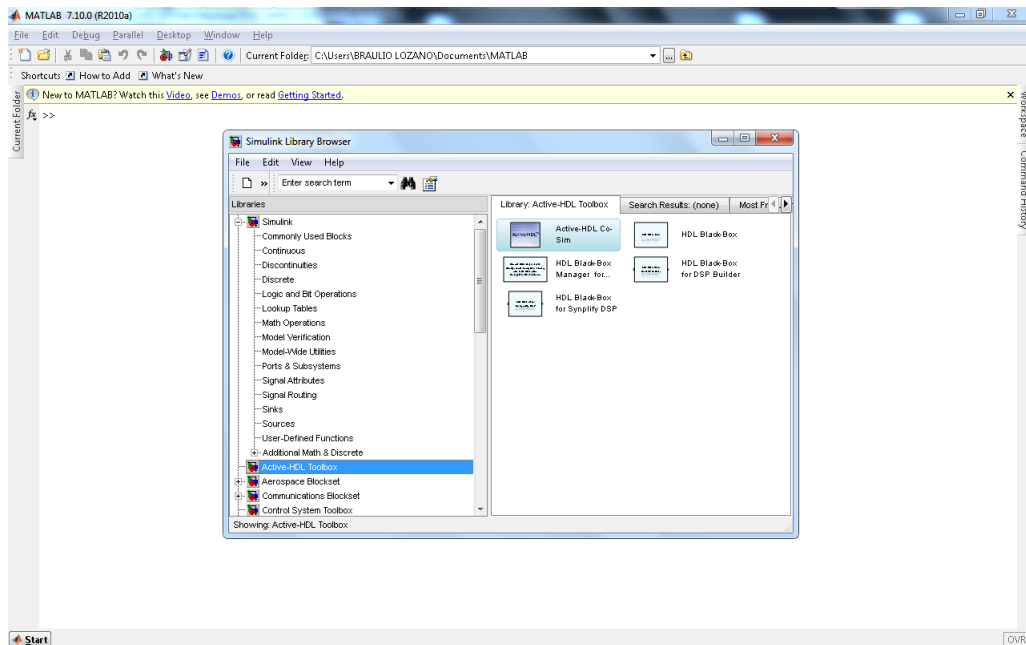 MATLAB 7.10.0 (R2010a)
File Edit Debug Parallel Desktop Window Help
Current Folder: C:\Users\BRAULIO LOZANO\Documents\MATLAB
Shortcuts How to Add What's New
New to MATLAB? Watch this Video, see Demos, or read Getting Started.
Current Folder
fx >>
Workspace
Command History
Simulink Library Browser
File Edit View Help
Enter search term
Libraries
Library: Active-HDL Toolbox Search Results: (none) Most Fr
Simulink
Commonly Used Blocks
Continuous
Discontinuities
Discrete
Logic and Bit Operations
Lookup Tables
Math Operations
Model Verification
Model-Wide Utilities
Ports & Subsystems
Signal Attributes
Signal Routing
Sinks
Sources
User-Defined Functions
Additional Math & Discrete
Active-HDL Toolbox
Aerospace Blockset
Communications Blockset
Control System Toolbox
Active-HDL Co-
Sim
HDL Black-Box
HDL Black-Box
Manager for...
HDL Black-Box
for DSP Builder
HDL Black-Box
for Synplify DSP
Showing: Active-HDL Toolbox
Start
OVR